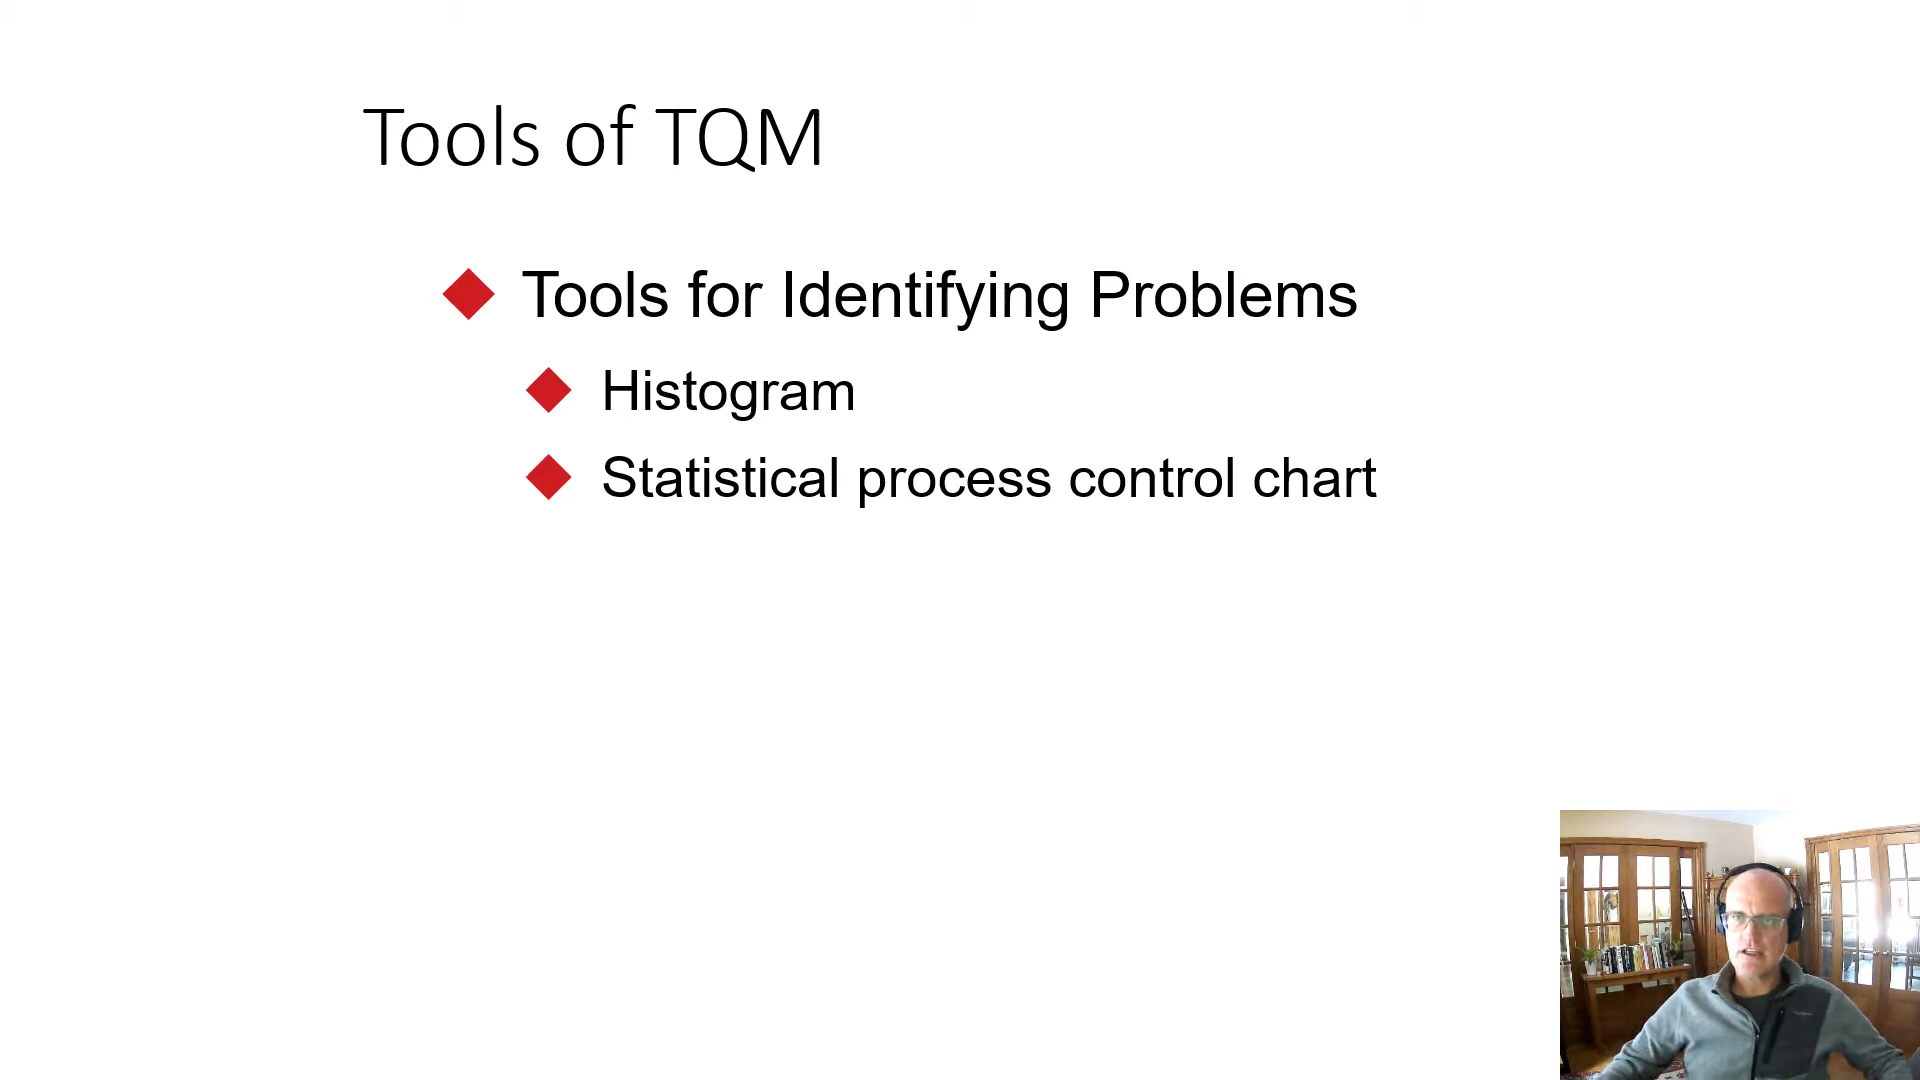 Tools of TQM
Tools for Identifying Problems
Histogram
Statistical process control chart